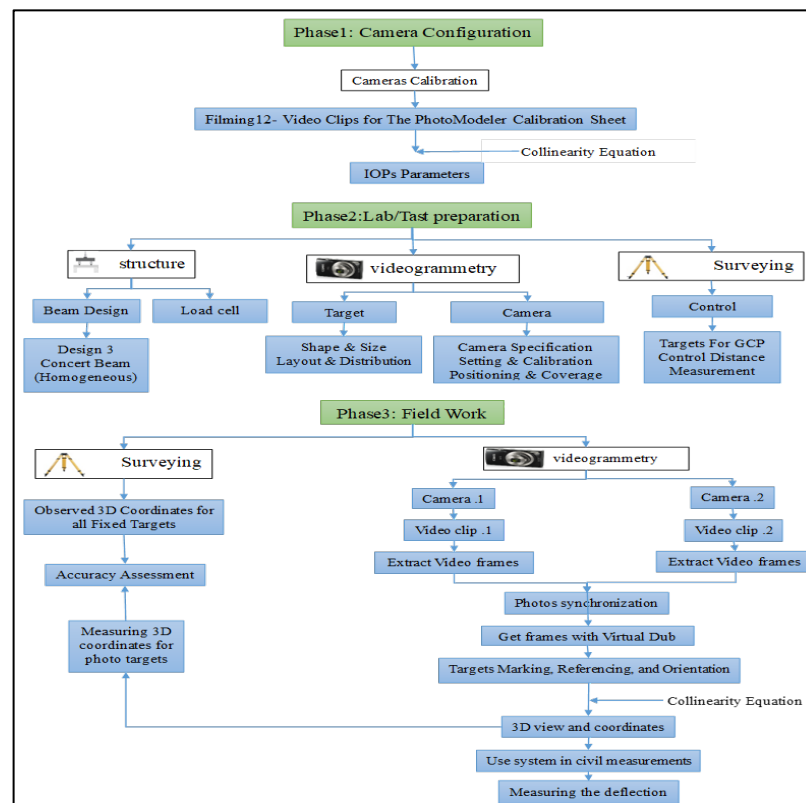 Phase1: Camera Configuration
Cameras Calibration
Filming12- Video Clips for The PhotoModeler Calibration Sheet
Collinearity Equation
IOPs Parameters
Phase2:Lab/Tast preparation
structure
videogrammetry
Surveying
Beam Design
Load cell
Target
Camera
Control
Design 3
Concert Beam
(Homogeneous)
Shape & Size
Layout & Distribution
Camera Specification
Setting & Calibration
Positioning & Coverage
Targets For GCP
Control Distance
Measurement
Phase3: Field Work
Surveying
videogrammetry
Observed 3D Coordinates for
all Fixed Targets
Accuracy Assessment
Measuring 3D
coordinates for
photo targets
Camera .1
Camera .2
Video clip .1
Video clip .2
Extract Video frames
Extract Video frames
Photos synchronization
Get frames with Virtual Dub
Targets Marking, Referencing, and Orientation
Collinearity Equation
3D view and coordinates
Use system in civil measurements
Measuring the deflection